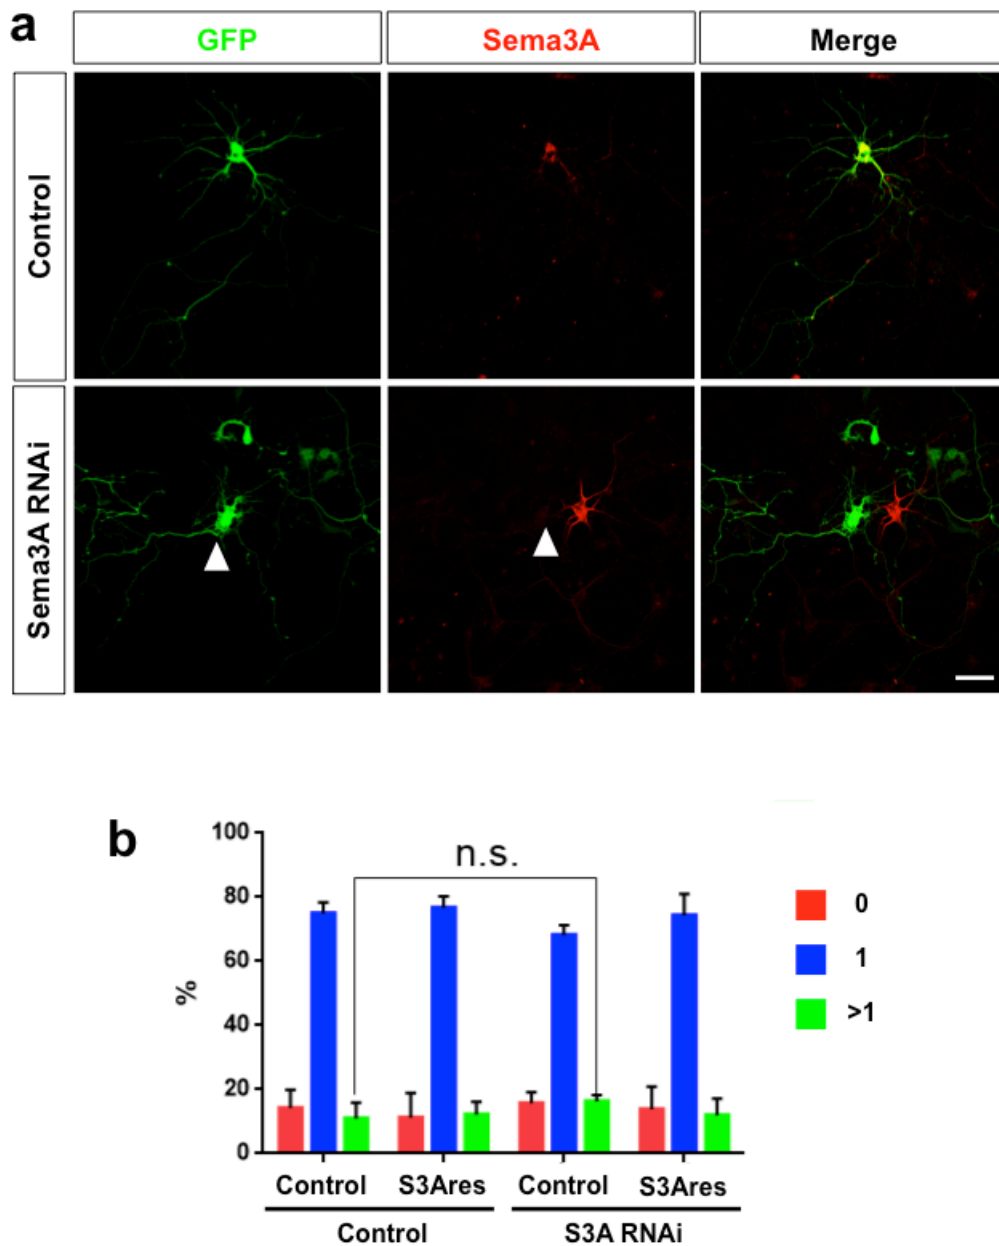 a
GFP Sema3A Merge
Control
Sema3A RNAi
b
n.s.
100
80
60
40
20
0
%
0
1
>1
Control S3Ares Control S3Ares
Control S3A RNAi